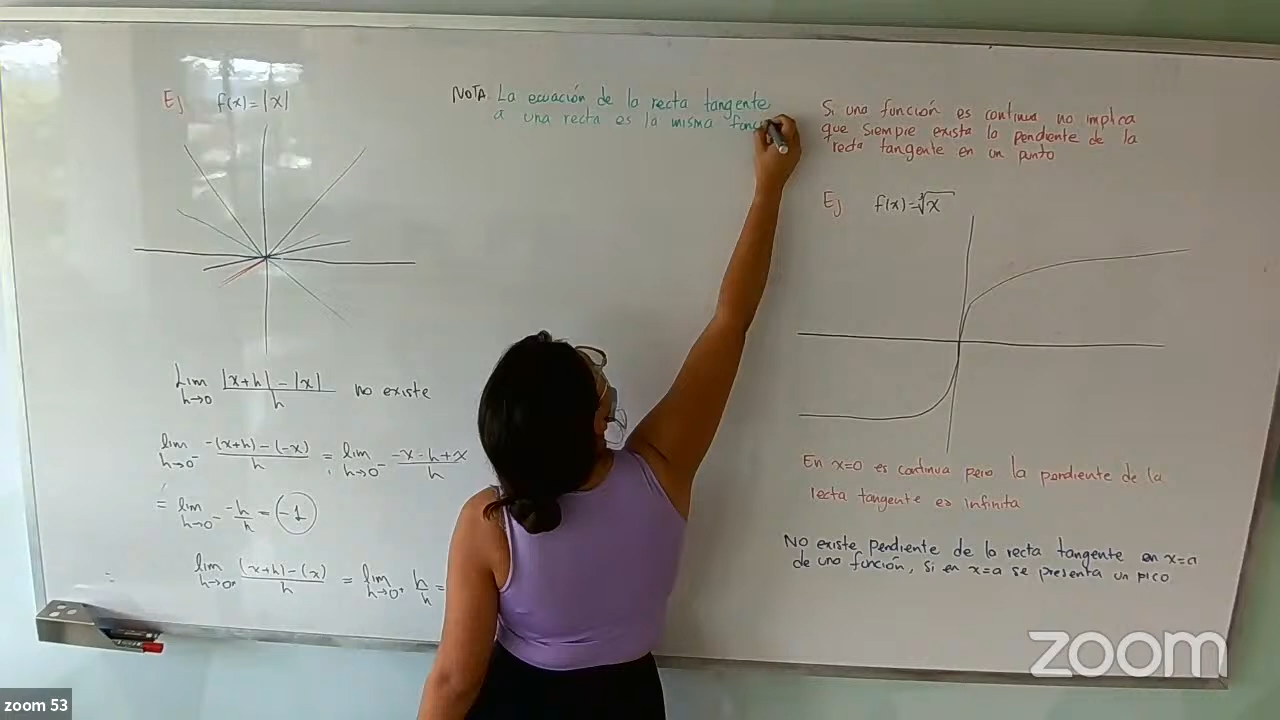 Ej f(x)=|x|
Lim h→0 |x+h|-|x| / h no existe
lim h→0⁻ -(x+h)-(-x) / h = lim h→0⁻ -x-h+x / h
= lim h→0⁻ -h/h = -1
lim h→0⁺ (x+h)-(x) / h = lim h→0⁺ h/h =
NOTA. La ecuación de la recta tangente
a una recta es la misma func
Si una función es continua no implica
que siempre exista la pendiente de la
recta tangente en un punto
Ej f(x)=∛x
En x=0 es continua pero la pendiente de la
recta tangente es infinita
No existe pendiente de la recta tangente en x=a
de una función, si en x=a se presenta un pico
zoom
zoom 53